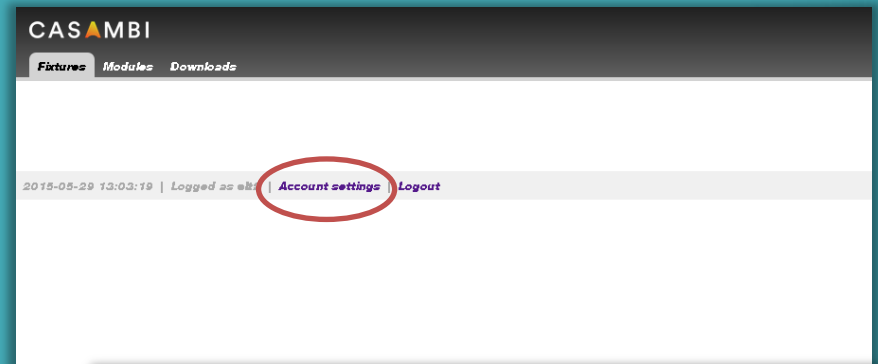 CASAMBI
Fixtures Modules Downloads
2015-05-29 13:03:19 | Logged as | Account settings | Logout